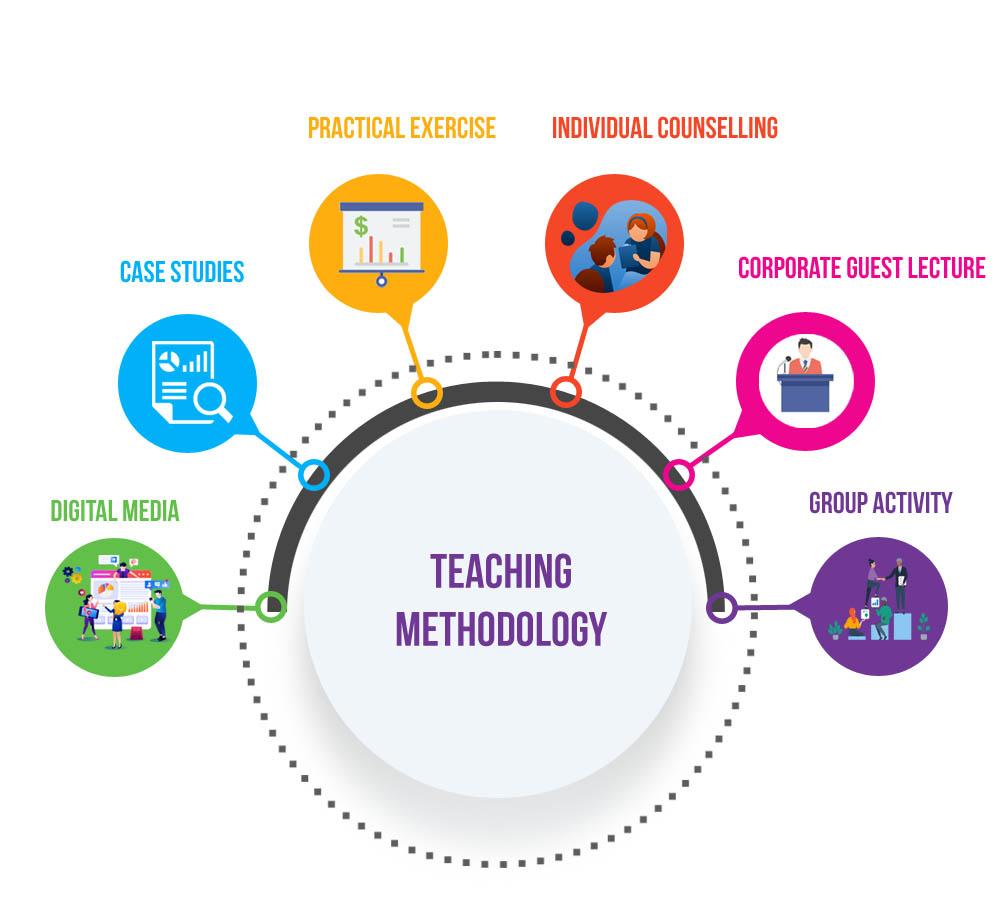 PRACTICAL EXERCISE
INDIVIDUAL COUNSELLING
CASE STUDIES
CORPORATE GUEST LECTURE
DIGITAL MEDIA
GROUP ACTIVITY
TEACHING
METHODOLOGY
$